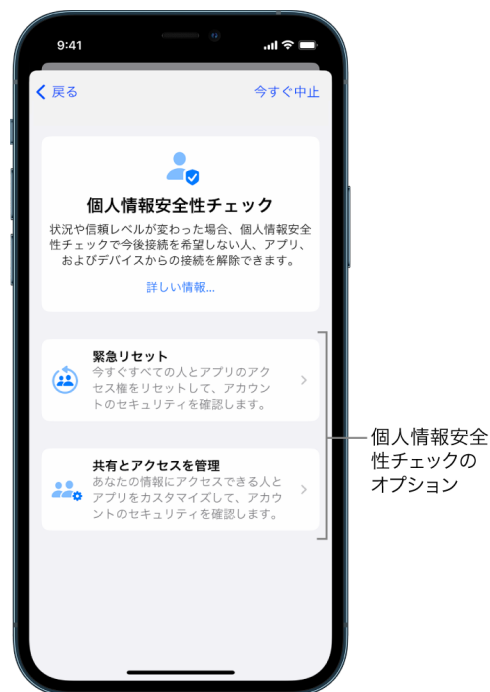 9:41
戻る
今すぐ中止
個人情報安全性チェック
状況や信頼レベルが変わった場合、個人情報安全
性チェックで今後接続を希望しない人、アプリ、
およびデバイスからの接続を解除できます。
詳しい情報...
緊急リセット
今すぐすべての人とアプリのアク
セス権をリセットして、アカウン
トのセキュリティを確認します。
共有とアクセスを管理
あなたの情報にアクセスできる人と
アプリをカスタマイズして、アカウ
ントのセキュリティを確認します。
個人情報安全
性チェックの
オプション